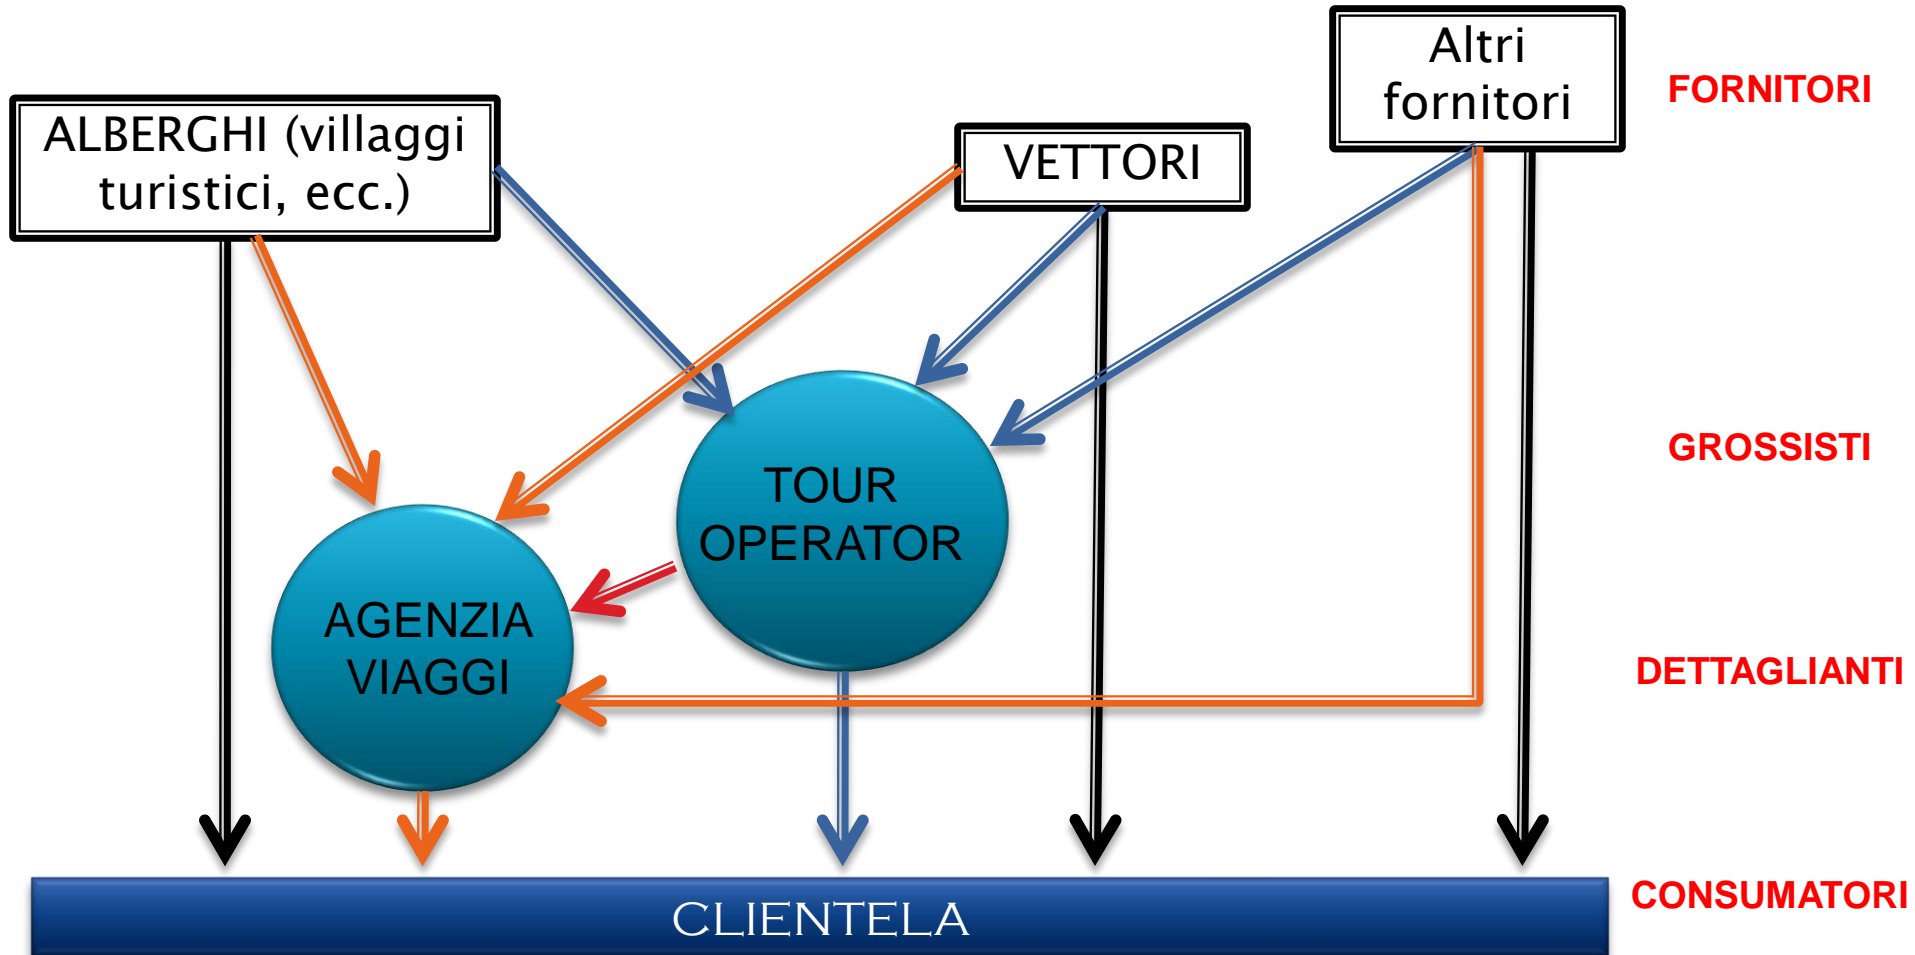 Altri
fornitori
FORNITORI
ALBERGHI (villaggi
turistici, ecc.)
VETTORI
GROSSISTI
TOUR
OPERATOR
AGENZIA
VIAGGI
DETTAGLIANTI
CLIENTELA
CONSUMATORI